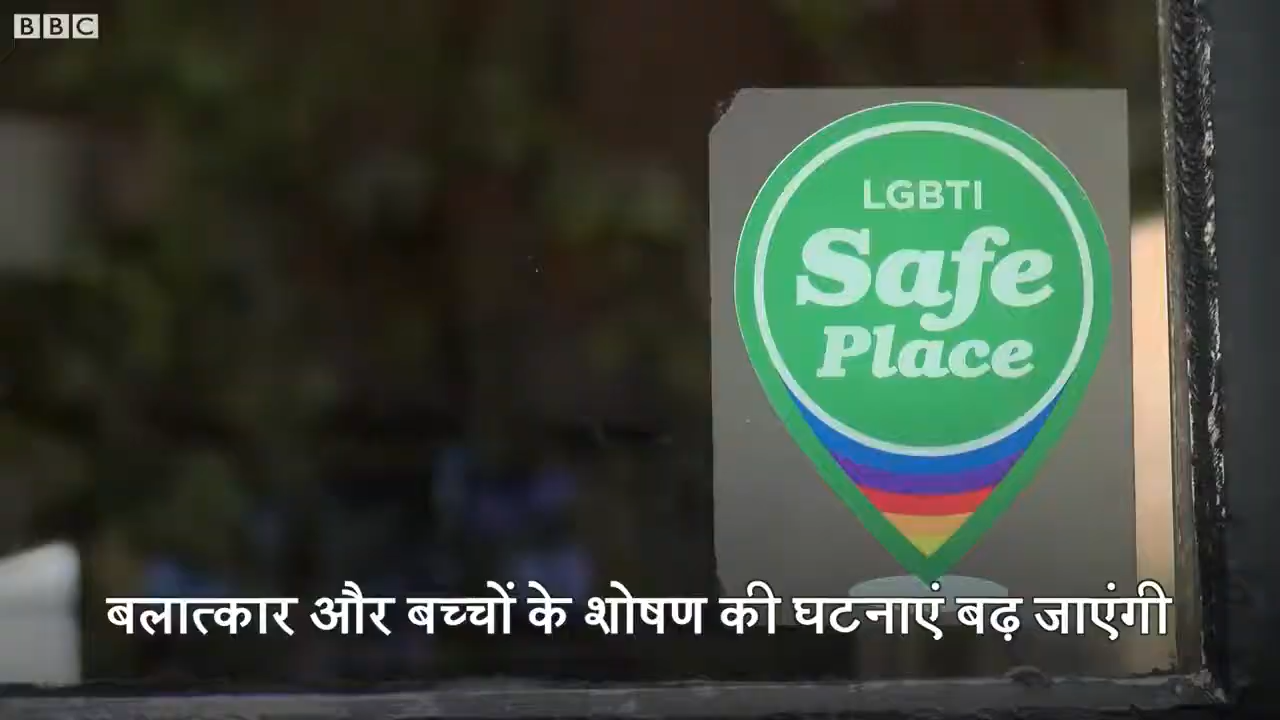 BBC
LGBTI
Safe
Place
बलात्कार और बच्चों के शोषण की घटनाएं बढ़ जाएंगी